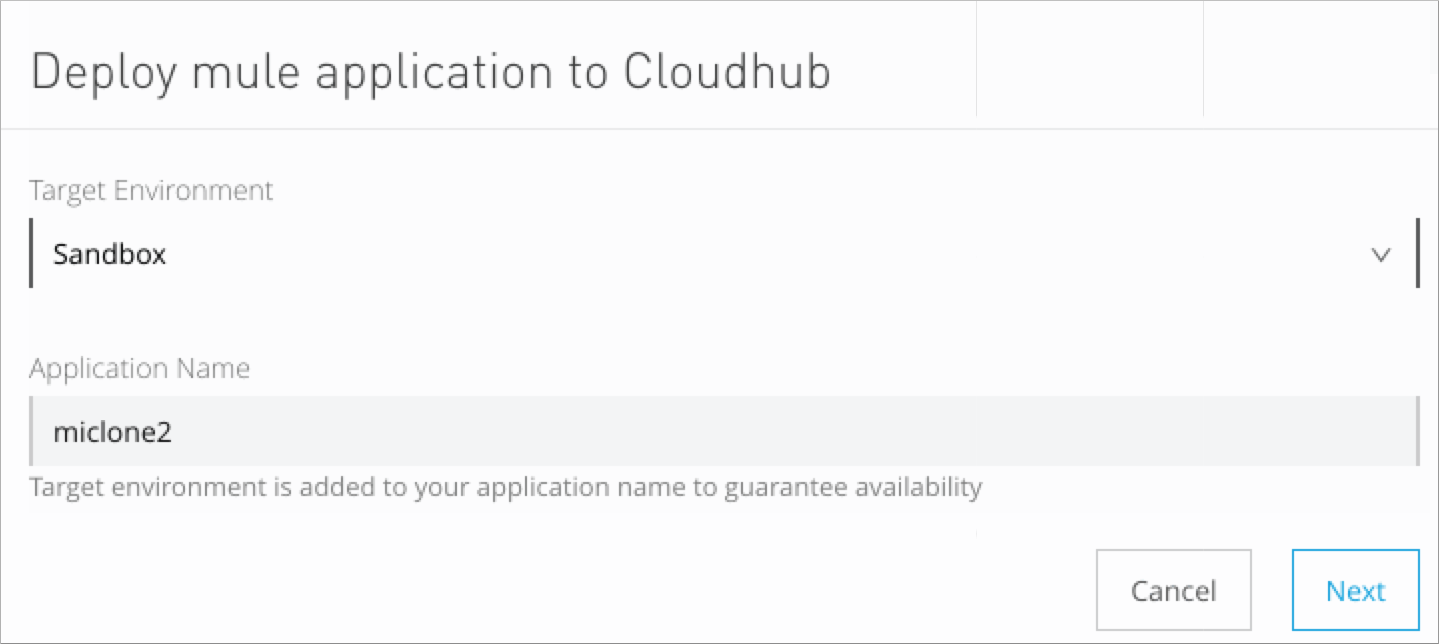 Deploy mule application to Cloudhub
Target Environment
Sandbox
Application Name
miclone2
Target environment is added to your application name to guarantee availability
Cancel
Next